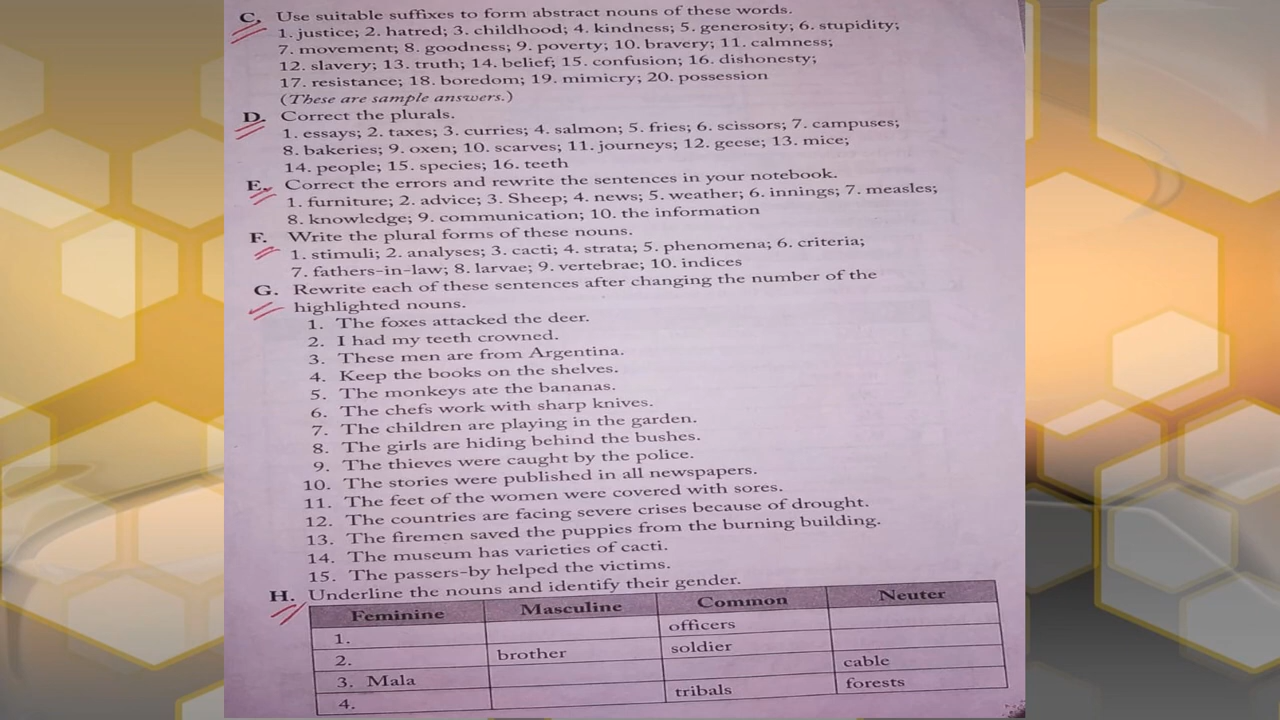 C. Use suitable suffixes to form abstract nouns of these words.
1. justice; 2. hatred; 3. childhood; 4. kindness; 5. generosity; 6. stupidity;
7. movement; 8. goodness; 9. poverty; 10. bravery; 11. calmness;
12. slavery; 13. truth; 14. belief; 15. confusion; 16. dishonesty;
17. resistance; 18. boredom; 19. mimicry; 20. possession
(These are sample answers.)
D. Correct the plurals.
1. essays; 2. taxes; 3. curries; 4. salmon; 5. fries; 6. scissors; 7. campuses;
8. bakeries; 9. oxen; 10. scarves; 11. journeys; 12. geese; 13. mice;
14. people; 15. species; 16. teeth
E. Correct the errors and rewrite the sentences in your notebook.
1. furniture; 2. advice; 3. Sheep; 4. news; 5. weather; 6. innings; 7. measles;
8. knowledge; 9. communication; 10. the information
F. Write the plural forms of these nouns.
1. stimuli; 2. analyses; 3. cacti; 4. strata; 5. phenomena; 6. criteria;
7. fathers-in-law; 8. larvae; 9. vertebrae; 10. indices
G. Rewrite each of these sentences after changing the number of the
highlighted nouns.
1. The foxes attacked the deer.
2. I had my teeth crowned.
3. These men are from Argentina.
4. Keep the books on the shelves.
5. The monkeys ate the bananas.
6. The chefs work with sharp knives.
7. The children are playing in the garden.
8. The girls are hiding behind the bushes.
9. The thieves were caught by the police.
10. The stories were published in all newspapers.
11. The feet of the women were covered with sores.
12. The countries are facing severe crises because of drought.
13. The firemen saved the puppies from the burning building.
14. The museum has varieties of cacti.
15. The passers-by helped the victims.
H. Underline the nouns and identify their gender.
Feminine Masculine Common Neuter
1. officers
2. brother soldier
3. Mala cable
4. tribals forests